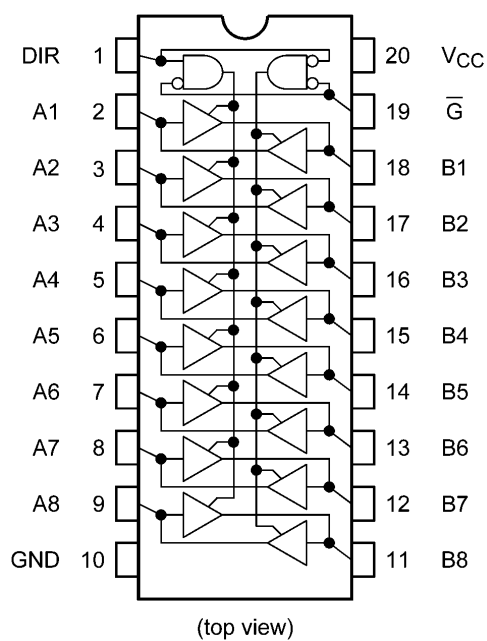 DIR 1 20 VCC
A1 2 19 G̅
A2 3 18 B1
A3 4 17 B2
A4 5 16 B3
A5 6 15 B4
A6 7 14 B5
A7 8 13 B6
A8 9 12 B7
GND 10 11 B8
(top view)